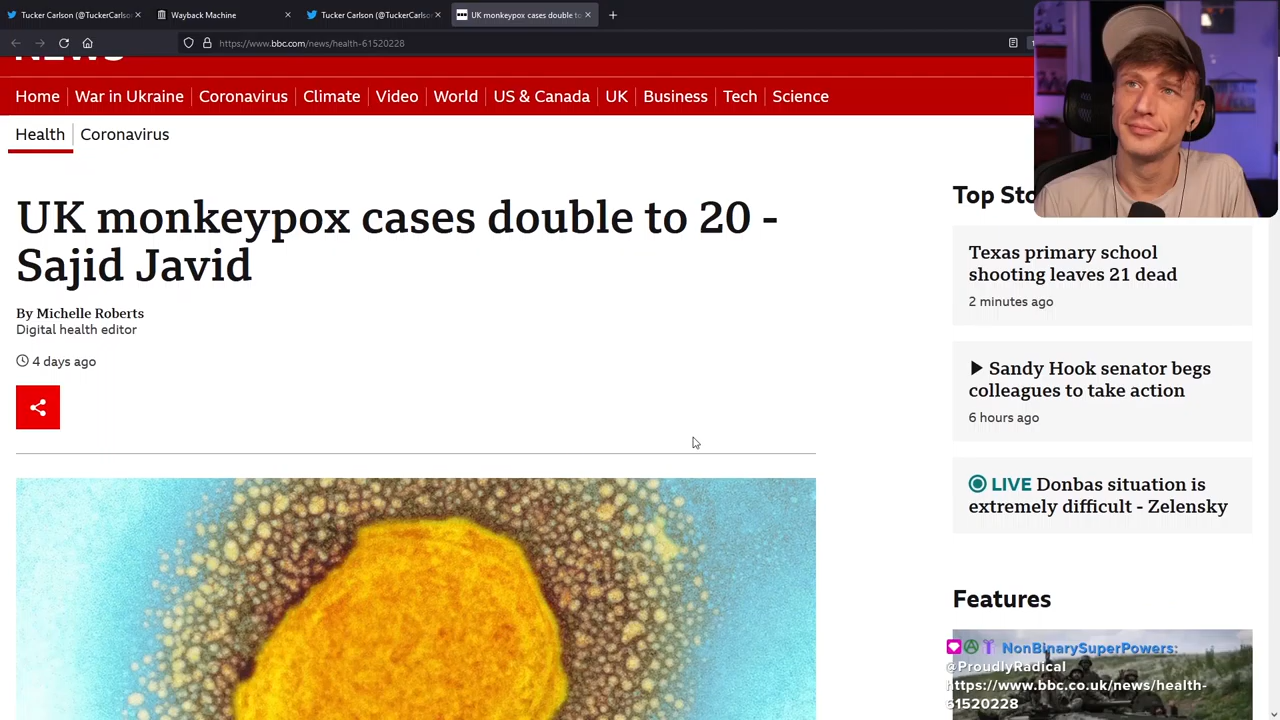 Tucker Carlson (@TuckerCarlso
Wayback Machine
Tucker Carlson (@TuckerCarlso
UK monkeypox cases double to
https://www.bbc.com/news/health-61520228
NEWS
Home
War in Ukraine
Coronavirus
Climate
Video
World
US & Canada
UK
Business
Tech
Science
Health
Coronavirus
UK monkeypox cases double to 20 -
Sajid Javid
By Michelle Roberts
Digital health editor
4 days ago
Top Sto
Texas primary school
shooting leaves 21 dead
2 minutes ago
Sandy Hook senator begs
colleagues to take action
6 hours ago
LIVE Donbas situation is
extremely difficult - Zelensky
Features
NonBinarySuperPowers:
@ProudlyRadical
https://www.bbc.co.uk/news/health-
61520228